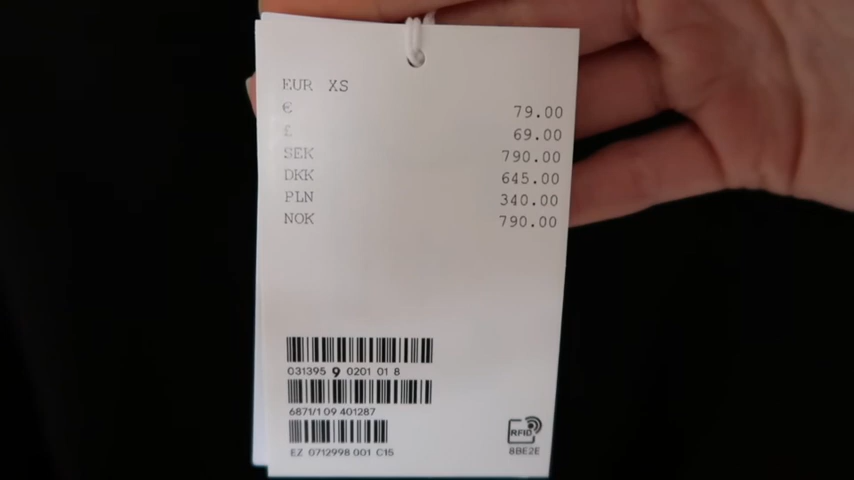 EUR XS
€ 79.00
£ 69.00
SEK 790.00
DKK 645.00
PLN 340.00
NOK 790.00
031395 9 0201 01 8
6871/1 09 401287
EZ 0712998 001 C15
RFID
8BE2E